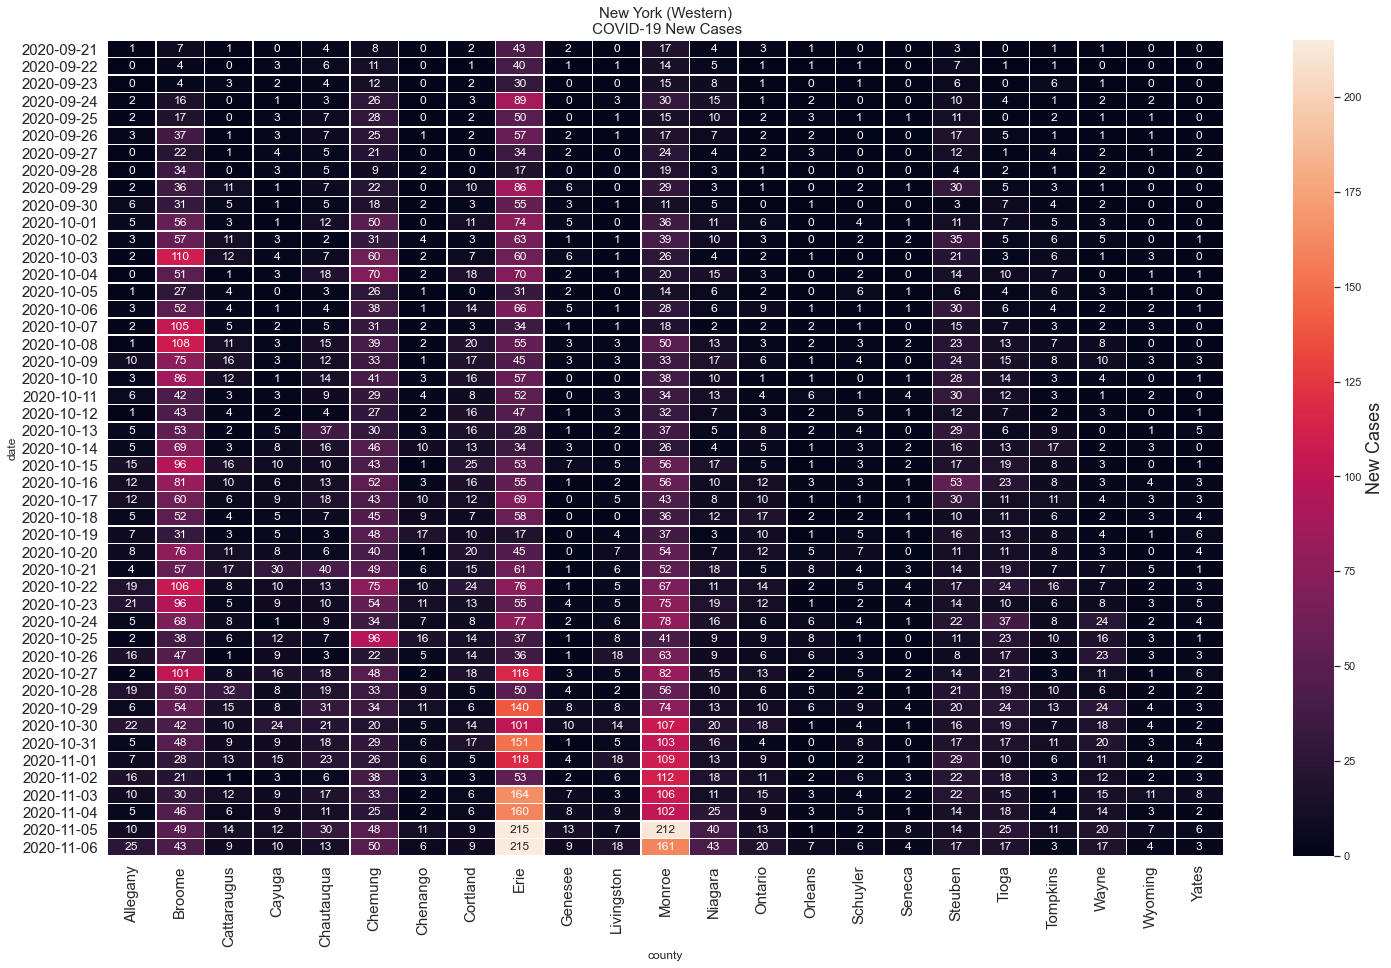 New York (Western)
COVID-19 New Cases
2020-09-21 1 7 1 0 4 8 0 2 43 2 0 17 4 3 1 0 0 3 0 1 1 0 0
2020-09-22 0 4 0 3 6 11 0 1 40 1 1 14 5 1 1 1 0 7 1 1 0 0 0
2020-09-23 0 4 3 2 4 12 0 2 30 0 0 15 8 1 0 1 0 6 0 6 1 0 0
2020-09-24 2 16 0 1 3 26 0 3 89 0 3 30 15 1 2 0 0 10 4 1 2 2 0
2020-09-25 2 17 0 3 7 28 0 2 50 0 1 15 10 2 3 1 1 11 0 2 1 1 0
2020-09-26 3 37 1 3 7 25 1 2 57 2 1 17 7 2 2 0 0 17 5 1 1 1 0
2020-09-27 0 22 1 4 5 21 0 0 34 2 0 24 4 2 3 0 0 12 1 4 2 1 2
2020-09-28 0 34 0 3 5 9 2 0 17 0 0 19 3 1 0 0 0 4 2 1 2 0 0
2020-09-29 2 36 11 1 7 22 0 10 86 6 0 29 3 1 0 2 1 30 5 3 1 0 0
2020-09-30 6 31 5 1 5 18 2 3 55 3 1 11 5 0 1 0 0 3 7 4 2 0 0
2020-10-01 5 56 3 1 12 50 0 11 74 5 0 36 11 6 0 4 1 11 7 5 3 0 0
2020-10-02 3 57 11 3 2 31 4 3 63 1 1 39 10 3 0 2 2 35 5 6 5 0 1
2020-10-03 2 110 12 4 7 60 2 7 60 6 1 26 4 2 1 0 0 21 3 6 1 3 0
2020-10-04 0 51 1 3 18 70 2 18 70 2 1 20 15 3 0 2 0 14 10 7 0 1 1
2020-10-05 1 27 4 0 3 26 1 0 31 2 0 14 6 2 0 6 1 6 4 6 3 1 0
2020-10-06 3 52 4 1 4 38 1 14 66 5 1 28 6 9 1 1 1 30 6 4 2 2 1
2020-10-07 2 105 5 2 5 31 2 3 34 1 1 18 2 2 2 1 0 15 7 3 2 3 0
2020-10-08 1 108 11 3 15 39 2 20 55 3 3 50 13 3 2 3 2 23 13 7 8 0 0
2020-10-09 10 75 16 3 12 33 1 17 45 3 3 33 17 6 1 4 0 24 15 8 10 3 3
2020-10-10 3 86 12 1 14 41 3 16 57 0 0 38 10 1 1 0 1 28 14 3 4 0 1
2020-10-11 6 42 3 3 9 29 4 8 52 0 3 34 13 4 6 1 4 30 12 3 1 2 0
2020-10-12 1 43 4 2 4 27 2 16 47 1 3 32 7 3 2 5 1 12 7 2 3 0 1
2020-10-13 5 53 2 5 37 30 3 16 28 1 2 37 5 8 2 4 0 29 6 9 0 1 5
2020-10-14 5 69 3 8 16 46 10 13 34 3 0 26 4 5 1 3 2 16 13 17 2 3 0
2020-10-15 15 96 16 10 10 43 1 25 53 7 5 56 17 5 1 3 2 17 19 8 3 0 1
2020-10-16 12 81 10 6 13 52 3 16 55 1 2 56 10 12 3 3 1 53 23 8 3 4 3
2020-10-17 12 60 6 9 18 43 10 12 69 0 5 43 8 10 1 1 1 30 11 11 4 3 3
2020-10-18 5 52 4 5 7 45 9 7 58 0 0 36 12 17 2 2 1 10 11 6 2 3 4
2020-10-19 7 31 3 5 3 48 17 10 17 0 4 37 3 10 1 5 1 16 13 8 4 1 6
2020-10-20 8 76 11 8 6 40 1 20 45 0 7 54 7 12 5 7 0 11 11 8 3 0 4
2020-10-21 4 57 17 30 40 49 6 15 61 1 6 52 18 5 8 4 3 14 19 7 7 5 1
2020-10-22 19 106 8 10 13 75 10 24 76 1 5 67 11 14 2 5 4 17 24 16 7 2 3
2020-10-23 21 96 5 9 10 54 11 13 55 4 5 75 19 12 1 2 4 14 10 6 8 3 5
2020-10-24 5 68 8 1 9 34 7 8 77 2 6 78 16 6 6 4 1 22 37 8 24 2 4
2020-10-25 2 38 6 12 7 96 16 14 37 1 8 41 9 9 8 1 0 11 23 10 16 3 1
2020-10-26 16 47 1 9 3 22 5 14 36 1 18 63 9 6 6 3 0 8 17 3 23 3 3
2020-10-27 2 101 8 16 18 48 2 18 116 3 5 82 15 13 2 5 2 14 21 3 11 1 6
2020-10-28 19 50 32 8 19 33 9 5 50 4 2 56 10 6 5 2 1 21 19 10 6 2 2
2020-10-29 6 54 15 8 31 34 11 6 140 8 8 74 13 10 6 9 4 20 24 13 24 4 3
2020-10-30 22 42 10 24 21 20 5 14 101 10 14 107 20 18 1 4 1 16 19 7 18 4 2
2020-10-31 5 48 9 9 18 29 6 17 151 1 5 103 16 4 0 8 0 17 17 11 20 3 4
2020-11-01 7 28 13 15 23 26 6 5 118 4 18 109 13 9 0 2 1 29 10 6 11 4 2
2020-11-02 16 21 1 3 6 38 3 3 53 2 6 112 18 11 2 6 3 22 18 3 12 2 3
2020-11-03 10 30 12 9 17 33 2 6 164 7 3 106 11 15 3 4 2 22 15 1 15 11 8
2020-11-04 5 46 6 9 11 25 2 6 160 8 9 102 25 9 3 5 1 14 18 4 14 3 2
2020-11-05 10 49 14 12 30 48 11 9 215 13 7 212 40 13 1 2 8 14 25 11 20 7 6
2020-11-06 25 43 9 10 13 50 6 9 215 9 18 161 43 20 7 6 4 17 17 3 17 4 3
date
Allegany Broome Cattaraugus Cayuga Chautauqua Chemung Chenango Cortland Erie Genesee Livingston Monroe Niagara Ontario Orleans Schuyler Seneca Steuben Tioga Tompkins Wayne Wyoming Yates
county
200
175
150
125
100
75
50
25
0
New Cases